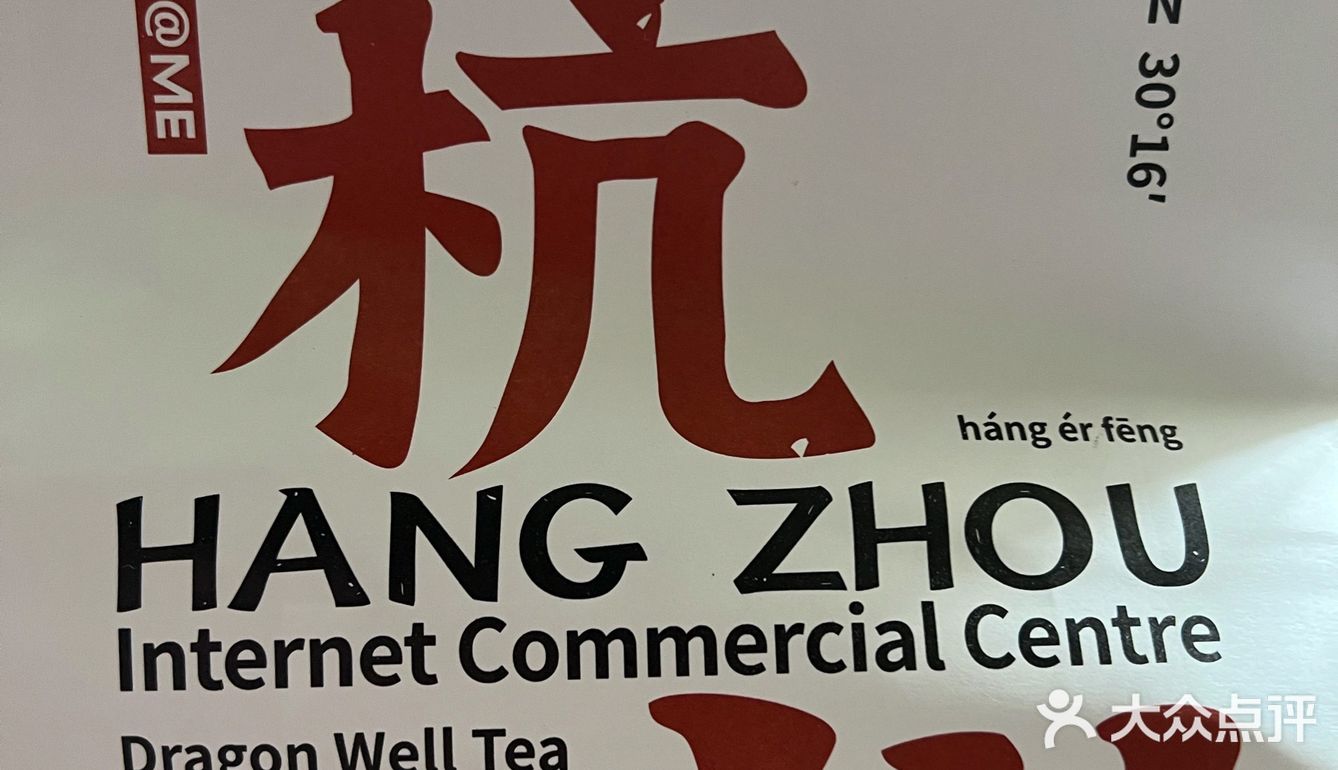 @ME
杭
N 30°16'
háng ér fēng
HANG ZHOU
Internet Commercial Centre
Dragon Well Tea
大众点评